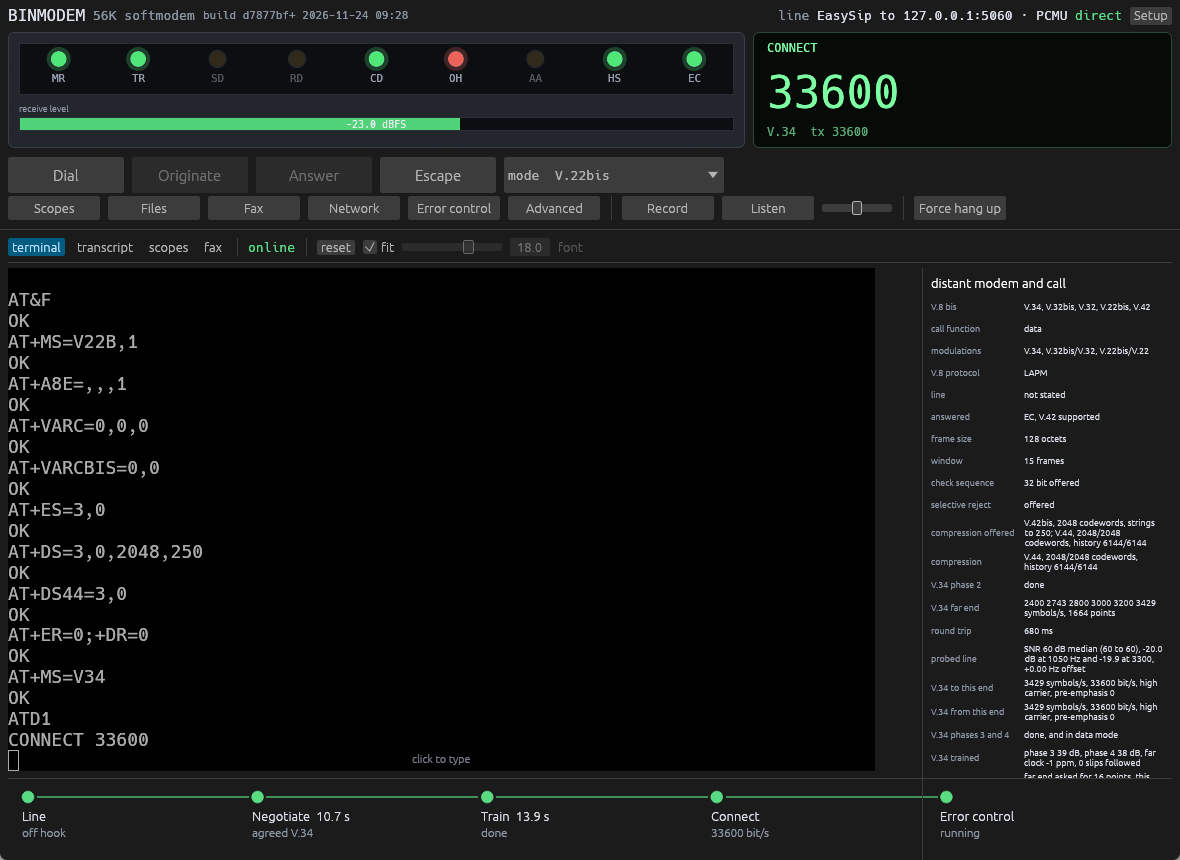 BINMODEM 56K softmodem build d7877bf+ 2026-11-24 09:28
line EasySip to 127.0.0.1:5060 · PCMU direct Setup
MR TR SD RD CD OH AA HS EC
receive level
-23.0 dBFS
CONNECT
33600
V.34 tx 33600
Dial Originate Answer Escape mode V.22bis
Scopes Files Fax Network Error control Advanced Record Listen Force hang up
terminal transcript scopes fax online reset fit 18.0 font
AT&F
OK
AT+MS=V22B,1
OK
AT+A8E=,,,1
OK
AT+VARC=0,0,0
OK
AT+VARCBIS=0,0
OK
AT+ES=3,0
OK
AT+DS=3,0,2048,250
OK
AT+DS44=3,0
OK
AT+ER=0;+DR=0
OK
AT+MS=V34
OK
ATD1
CONNECT 33600
click to type
distant modem and call
V.8 bis V.34, V.32bis, V.32, V.22bis, V.42
call function data
modulations V.34, V.32bis/V.32, V.22bis/V.22
V.8 protocol LAPM
line not stated
answered EC, V.42 supported
frame size 128 octets
window 15 frames
check sequence 32 bit offered
selective reject offered
compression offered V.42bis, 2048 codewords, strings
to 250; V.44, 2048/2048
codewords, history 6144/6144
compression V.44, 2048/2048 codewords,
history 6144/6144
V.34 phase 2 done
V.34 far end 2400 2743 2800 3000 3200 3429
symbols/s, 1664 points
round trip 680 ms
probed line SNR 60 dB median (60 to 60), -20.0
dB at 1050 Hz and -19.9 at 3300,
+0.00 Hz offset
V.34 to this end 3429 symbols/s, 33600 bit/s, high
carrier, pre-emphasis 0
V.34 from this end 3429 symbols/s, 33600 bit/s, high
carrier, pre-emphasis 0
V.34 phases 3 and 4 done, and in data mode
V.34 trained phase 3 39 dB, phase 4 38 dB, far
clock -1 ppm, 0 slips followed
far end asked for 16 points, this
Line
off hook
Negotiate 10.7 s
agreed V.34
Train 13.9 s
done
Connect
33600 bit/s
Error control
running